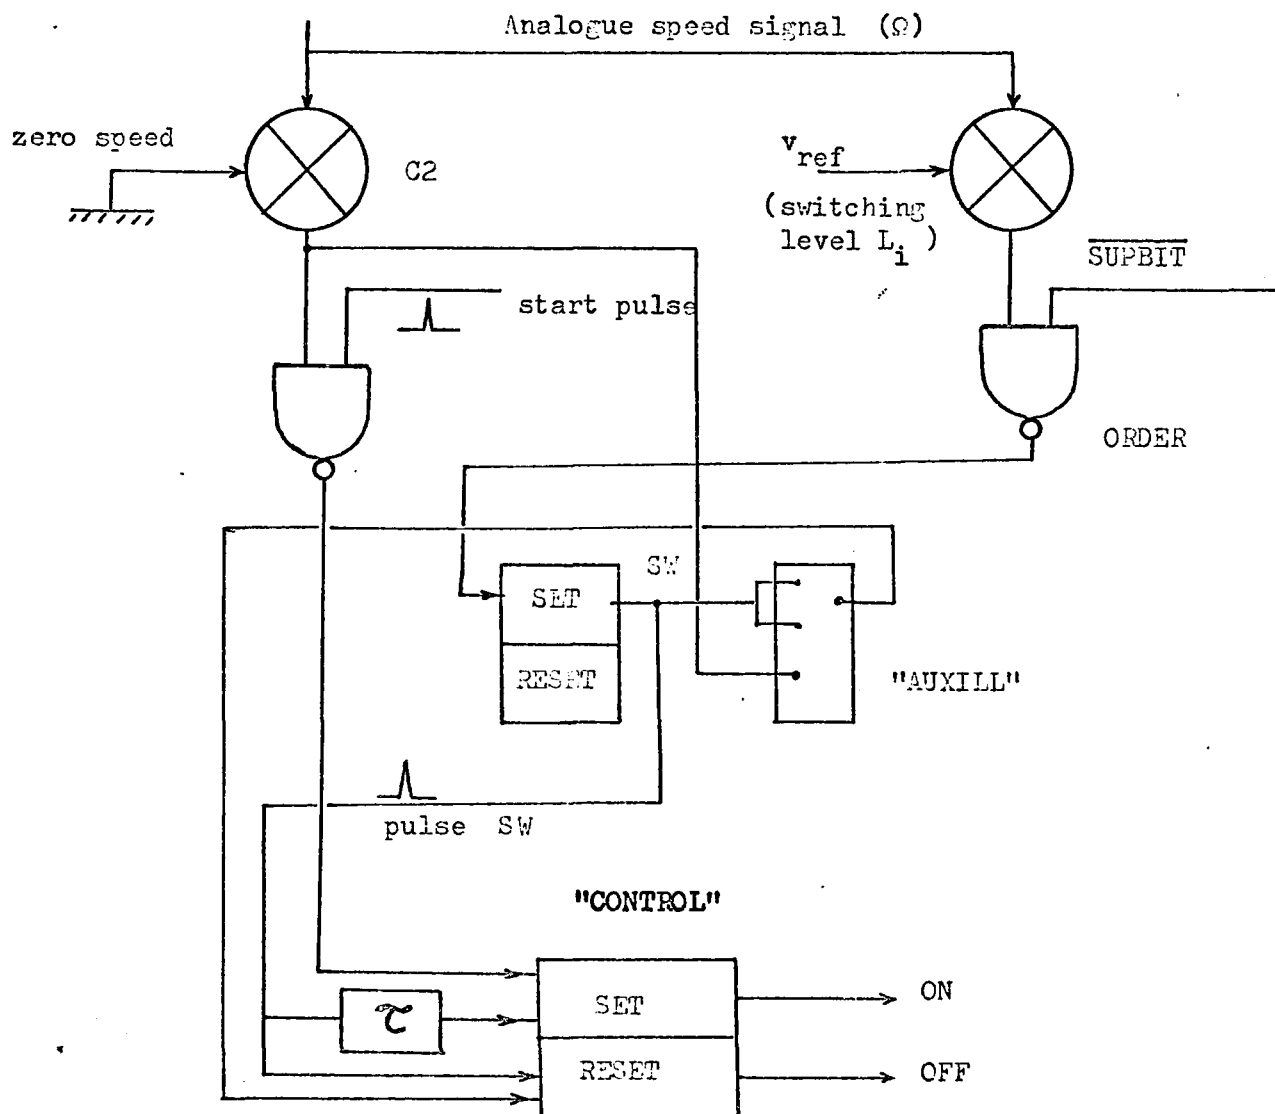 Analogue speed signal (Ω)
zero speed
C2
v_ref
(switching
level L_i )
SUPBIT
start pulse
ORDER
SW
SET
RESET
"AUXILL"
pulse SW
"CONTROL"
τ
SET
ON
RESET
OFF